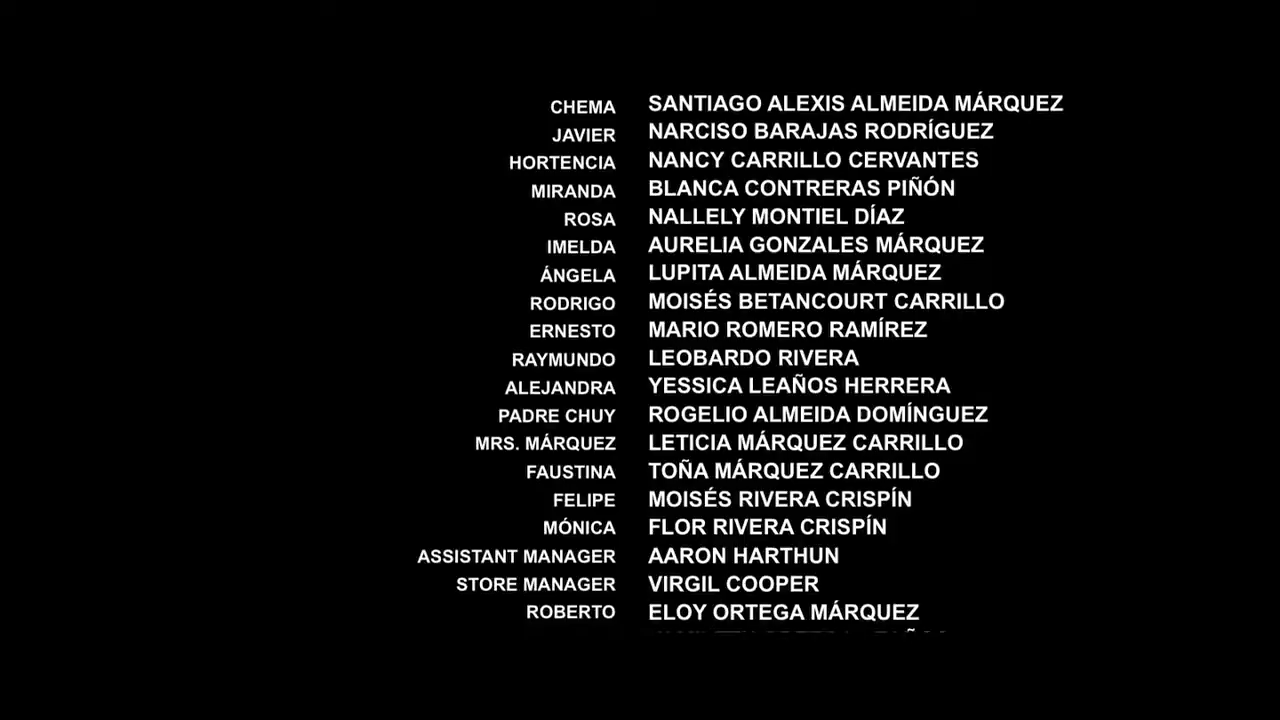 CHEMA SANTIAGO ALEXIS ALMEIDA MÁRQUEZ
JAVIER NARCISO BARAJAS RODRÍGUEZ
HORTENCIA NANCY CARRILLO CERVANTES
MIRANDA BLANCA CONTRERAS PIÑÓN
ROSA NALLELY MONTIEL DÍAZ
IMELDA AURELIA GONZALES MÁRQUEZ
ÁNGELA LUPITA ALMEIDA MÁRQUEZ
RODRIGO MOISÉS BETANCOURT CARRILLO
ERNESTO MARIO ROMERO RAMÍREZ
RAYMUNDO LEOBARDO RIVERA
ALEJANDRA YESSICA LEAÑOS HERRERA
PADRE CHUY ROGELIO ALMEIDA DOMÍNGUEZ
MRS. MÁRQUEZ LETICIA MÁRQUEZ CARRILLO
FAUSTINA TOÑA MÁRQUEZ CARRILLO
FELIPE MOISÉS RIVERA CRISPÍN
MÓNICA FLOR RIVERA CRISPÍN
ASSISTANT MANAGER AARON HARTHUN
STORE MANAGER VIRGIL COOPER
ROBERTO ELOY ORTEGA MÁRQUEZ